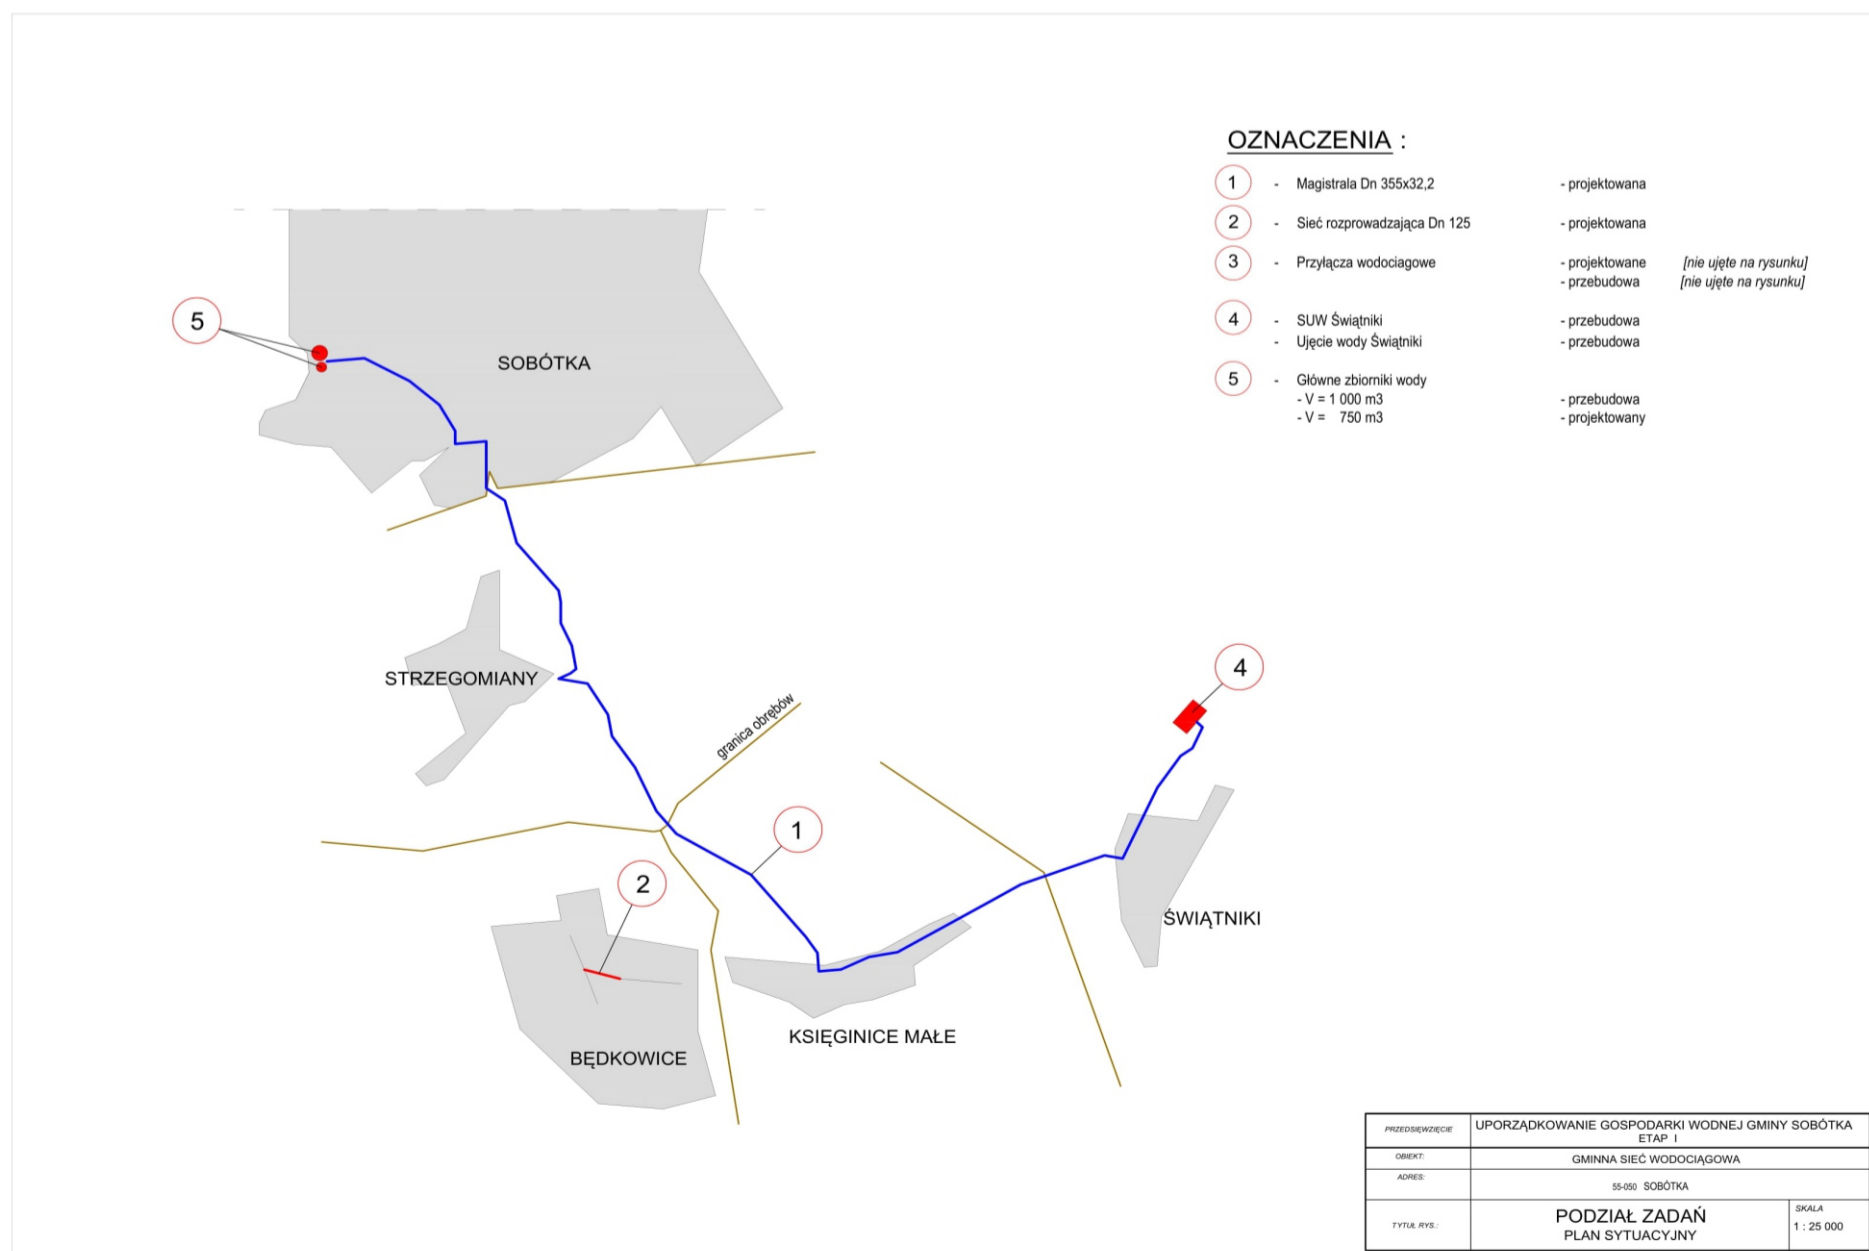 OZNACZENIA :
1 - Magistrala Dn 355x32,2 - projektowana
2 - Sieć rozprowadzająca Dn 125 - projektowana
3 - Przyłącza wodociagowe - projektowane [nie ujęte na rysunku]
- przebudowa [nie ujęte na rysunku]
4 - SUW Świątniki - przebudowa
- Ujęcie wody Świątniki - przebudowa
5 - Główne zbiorniki wody
- V = 1 000 m3 - przebudowa
- V = 750 m3 - projektowany
5
SOBÓTKA
STRZEGOMIANY
4
granica obrębów
1
2
ŚWIĄTNIKI
KSIĘGINICE MAŁE
BĘDKOWICE
PRZEDSIĘWZIĘCIE UPORZĄDKOWANIE GOSPODARKI WODNEJ GMINY SOBÓTKA
ETAP I
OBIEKT: GMINNA SIEĆ WODOCIĄGOWA
ADRES:
55-050 SOBÓTKA
TYTUŁ RYS.: PODZIAŁ ZADAŃ
PLAN SYTUACYJNY
SKALA
1 : 25 000